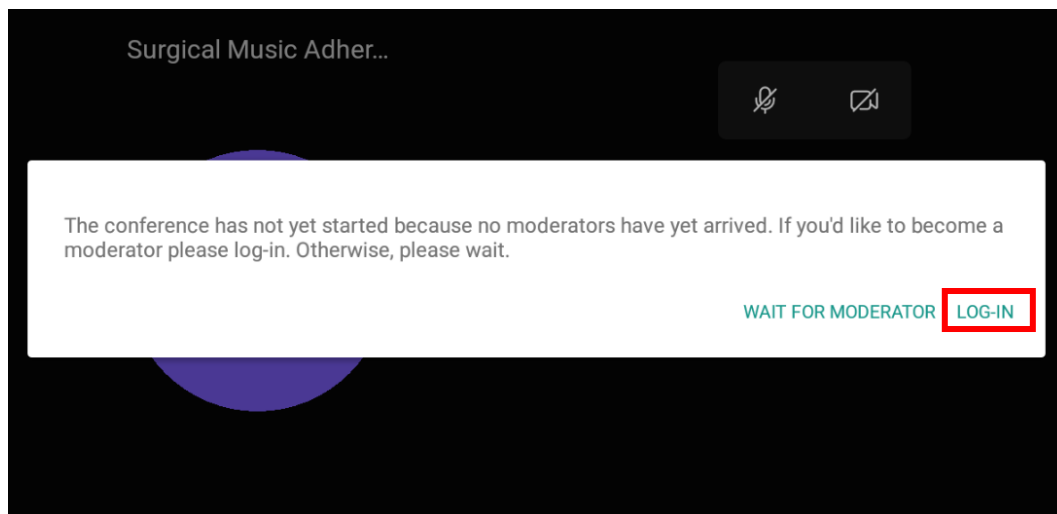 Surgical Music Adher...
The conference has not yet started because no moderators have yet arrived. If you'd like to become a
moderator please log-in. Otherwise, please wait.
WAIT FOR MODERATOR LOG-IN